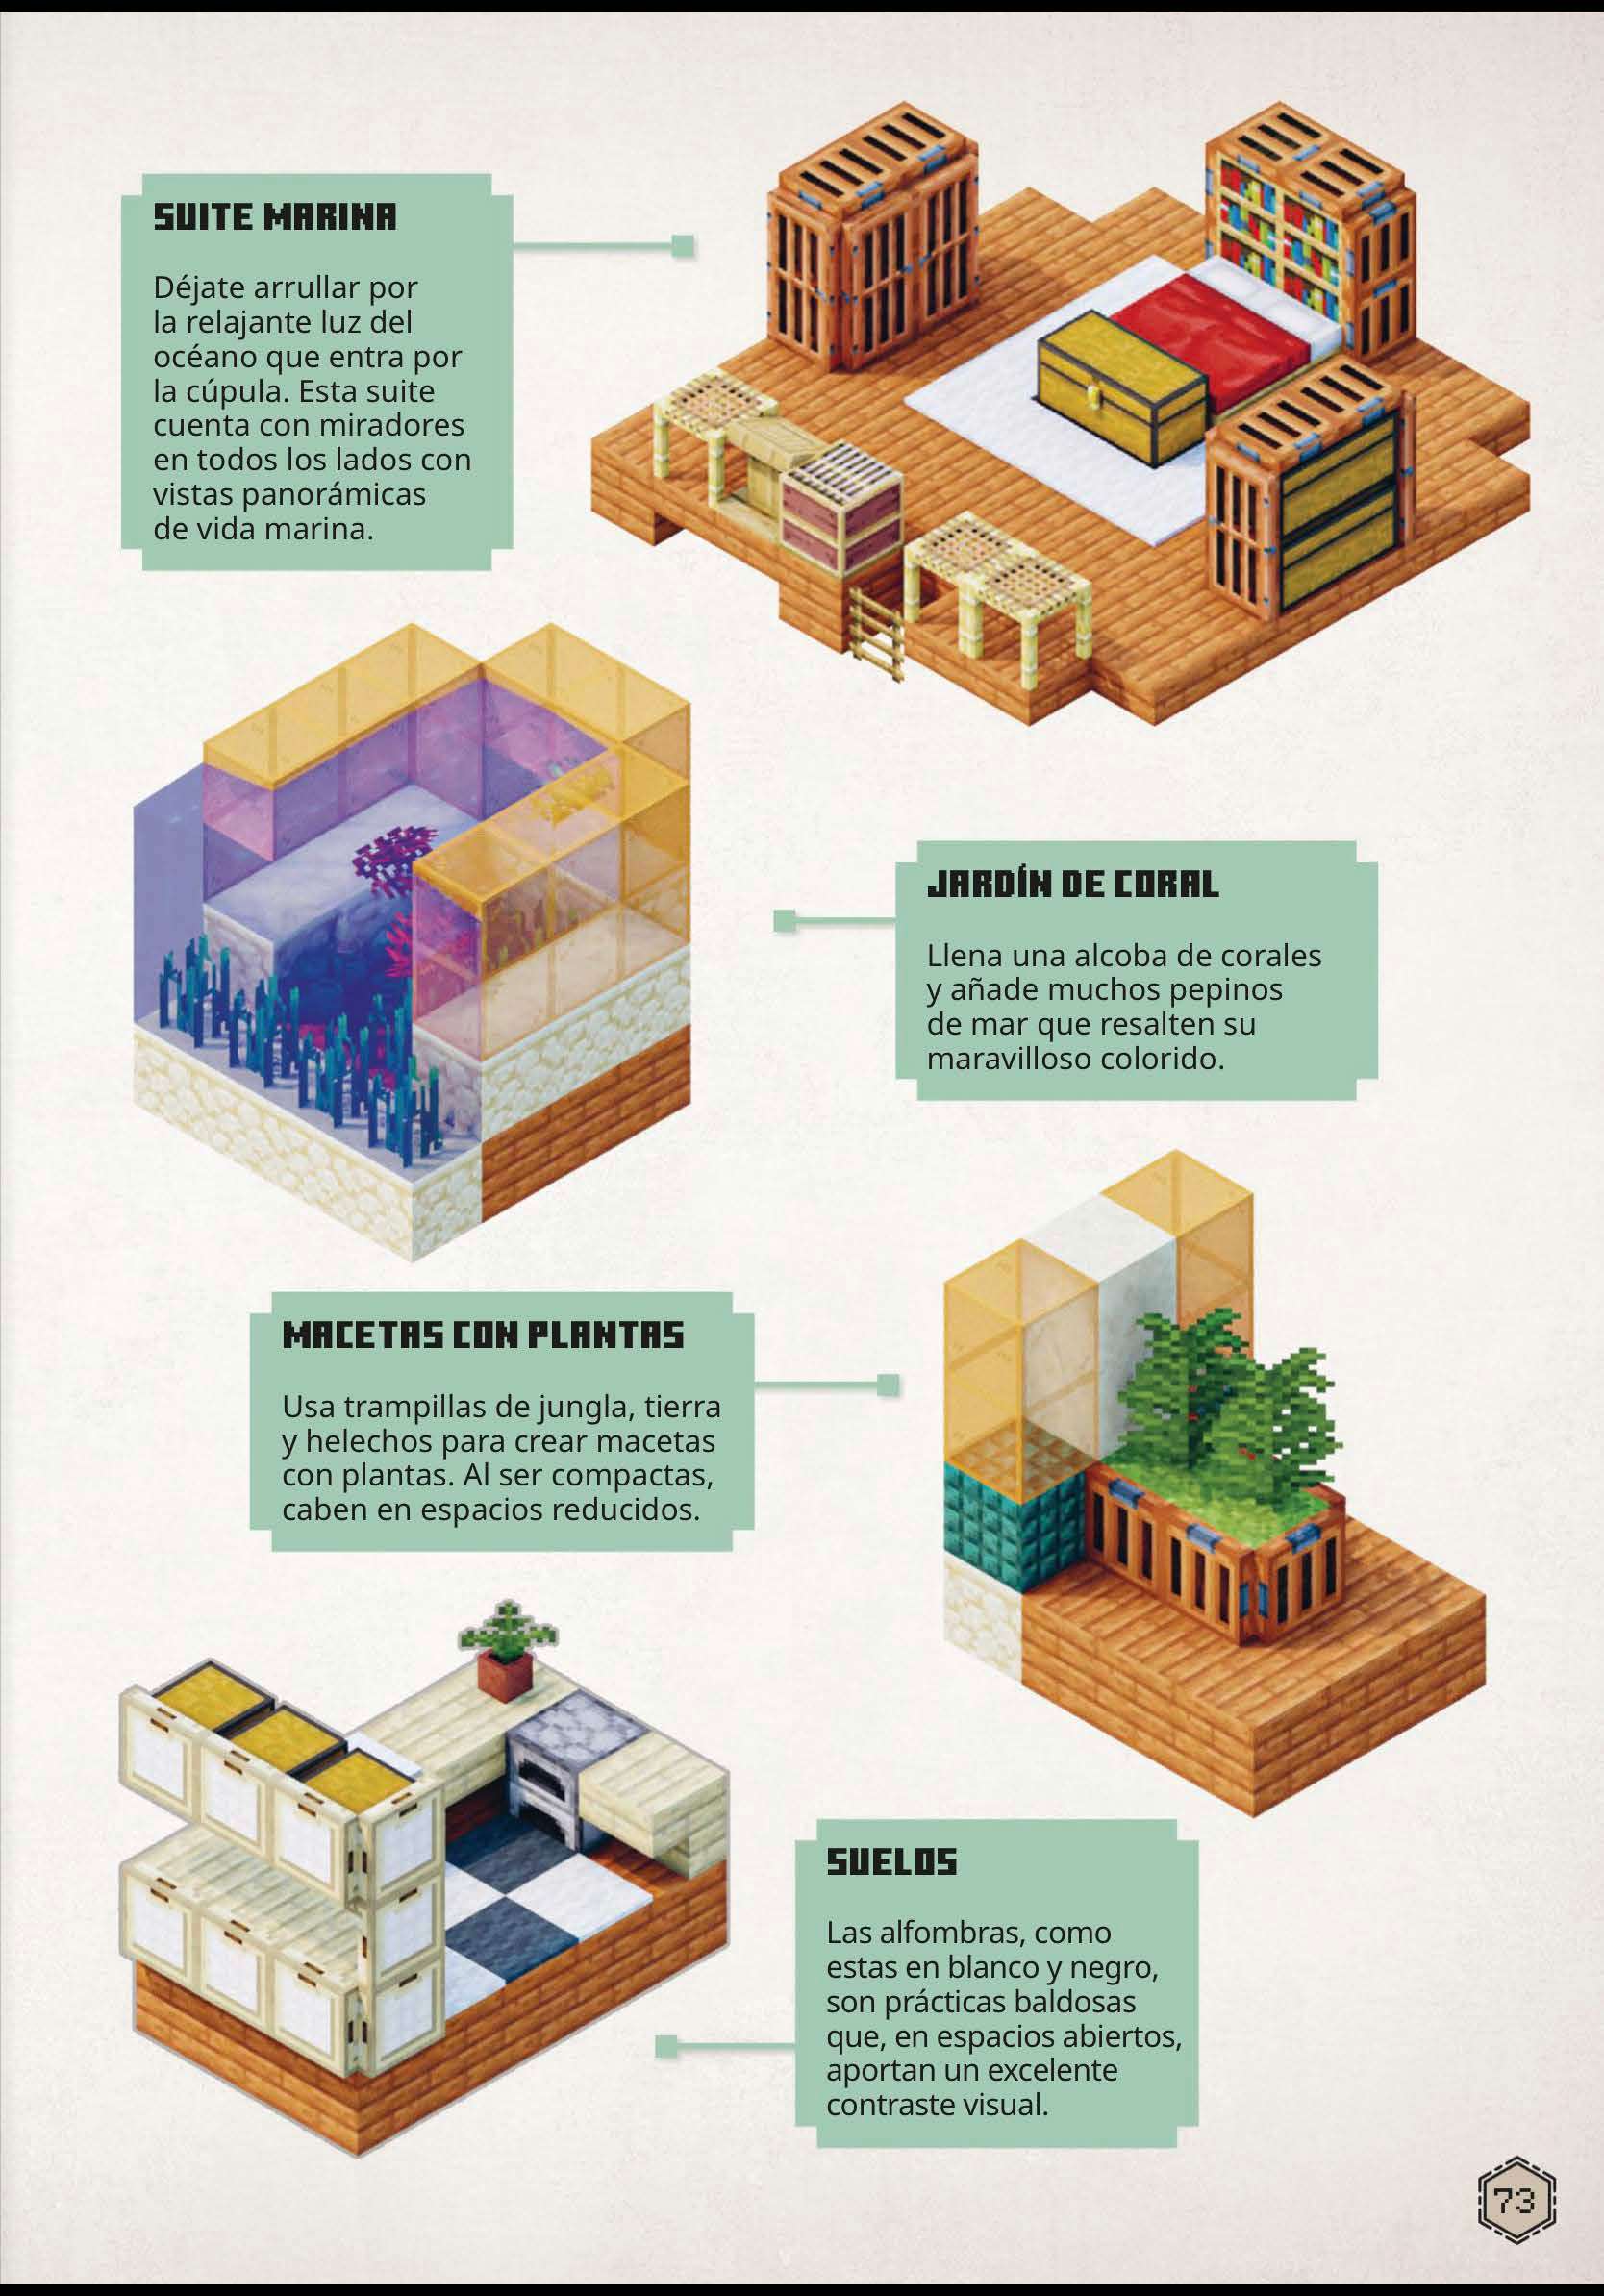 SUITE MARINA
Déjate arrullar por
la relajante luz del
océano que entra por
la cúpula. Esta suite
cuenta con miradores
en todos los lados con
vistas panorámicas
de vida marina.
JARDÍN DE CORAL
Llena una alcoba de corales
y añade muchos pepinos
de mar que resalten su
maravilloso colorido.
MACETAS CON PLANTAS
Usa trampillas de jungla, tierra
y helechos para crear macetas
con plantas. Al ser compactas,
caben en espacios reducidos.
SUELOS
Las alfombras, como
estas en blanco y negro,
son prácticas baldosas
que, en espacios abiertos,
aportan un excelente
contraste visual.
73